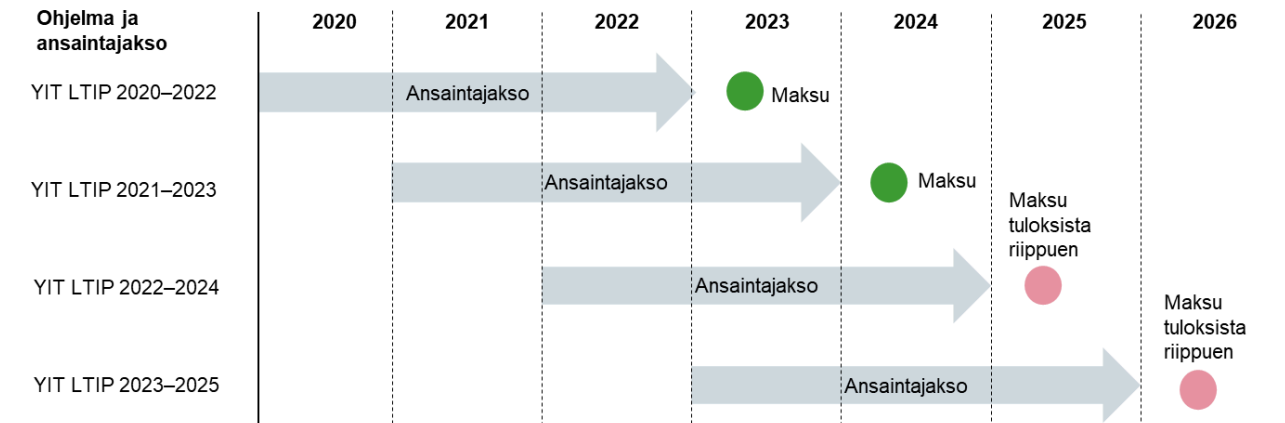 Ohjelma ja
ansaintajakso
2020
2021
2022
2023
2024
2025
2026
YIT LTIP 2020–2022
Ansaintajakso
Maksu
YIT LTIP 2021–2023
Ansaintajakso
Maksu
Maksu
tuloksista
riippuen
YIT LTIP 2022–2024
Ansaintajakso
Maksu
tuloksista
riippuen
YIT LTIP 2023–2025
Ansaintajakso